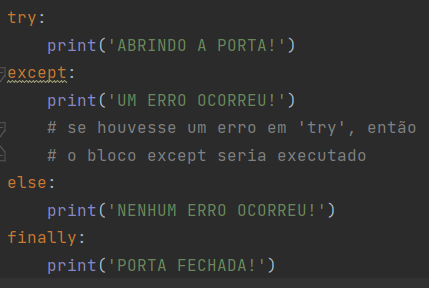 try:
    print('ABRINDO A PORTA!')
except:
    print('UM ERRO OCORREU!')
    # se houvesse um erro em 'try', então
    # o bloco except seria executado
else:
    print('NENHUM ERRO OCORREU!')
finally:
    print('PORTA FECHADA!')